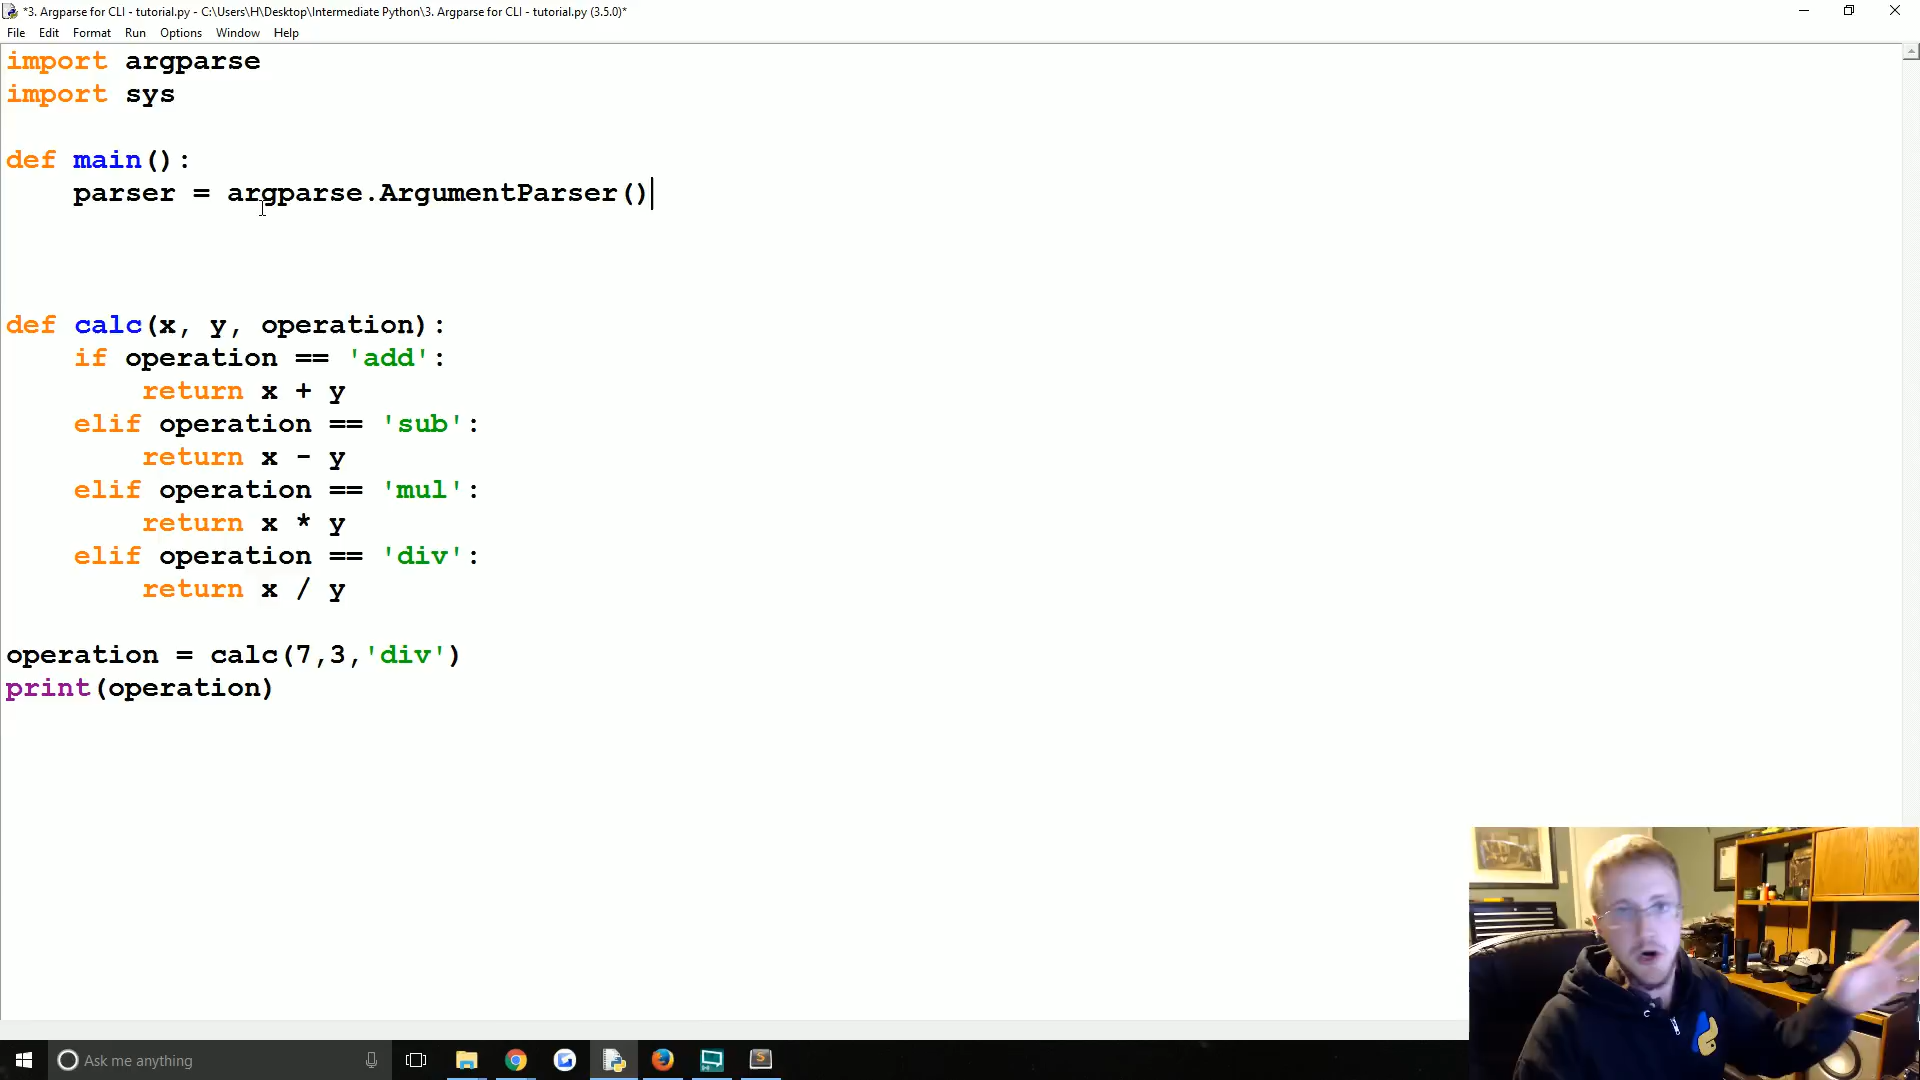 *3. Argparse for CLI - tutorial.py - C:\Users\H\Desktop\Intermediate Python\3. Argparse for CLI - tutorial.py (3.5.0)*
File Edit Format Run Options Window Help
import argparse
import sys
def main():
    parser = argparse.ArgumentParser()
def calc(x, y, operation):
    if operation == 'add':
        return x + y
    elif operation == 'sub':
        return x - y
    elif operation == 'mul':
        return x * y
    elif operation == 'div':
        return x / y
operation = calc(7,3,'div')
print(operation)
Ask me anything